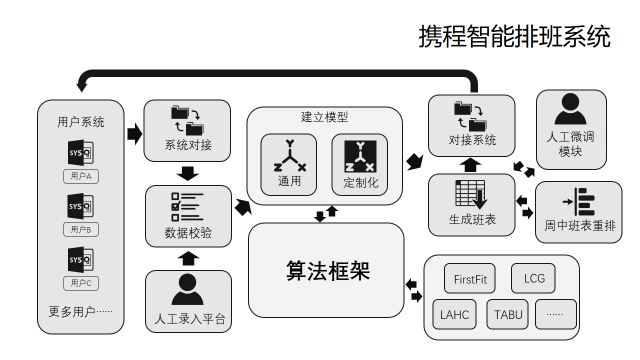 携程智能排班系统
用户系统
SYS
用户A
SYS
用户B
SYS
用户C
更多用户······
系统对接
数据校验
人工录入平台
建立模型
Y
Z
X
通用
Y
Z
X
定制化
算法框架
对接系统
生成班表
人工微调
模块
周中班表重排
FirstFit
LCG
LAHC
TABU
······